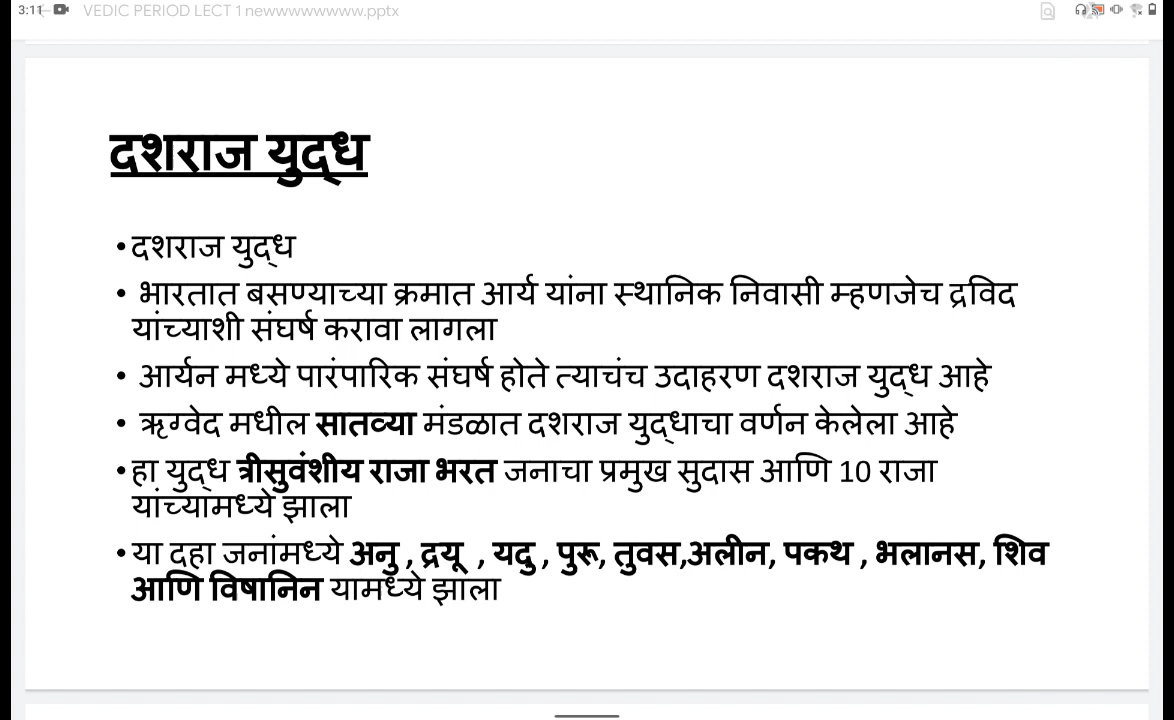 3:11 VEDIC PERIOD LECT 1newwwwwwww.pptx
दशराज युद्ध
•दशराज युद्ध
• भारतात बसण्याच्या क्रमात आर्य यांना स्थानिक निवासी म्हणजेच द्रविद
यांच्याशी संघर्ष करावा लागला
• आर्यन मध्ये पारंपारिक संघर्ष होते त्याचंच उदाहरण दशराज युद्ध आहे
• ऋग्वेद मधील सातव्या मंडळात दशराज युद्धाचा वर्णन केलेला आहे
•हा युद्ध त्रीसुवंशीय राजा भरत जनाचा प्रमुख सुदास आणि 10 राजा
यांच्यामध्ये झाला
•या दहा जनांमध्ये अनु , द्रयू , यदु , पुरू, तुवस,अलीन, पकथ , भलानस, शिव
आणि विषानिन यामध्ये झाला